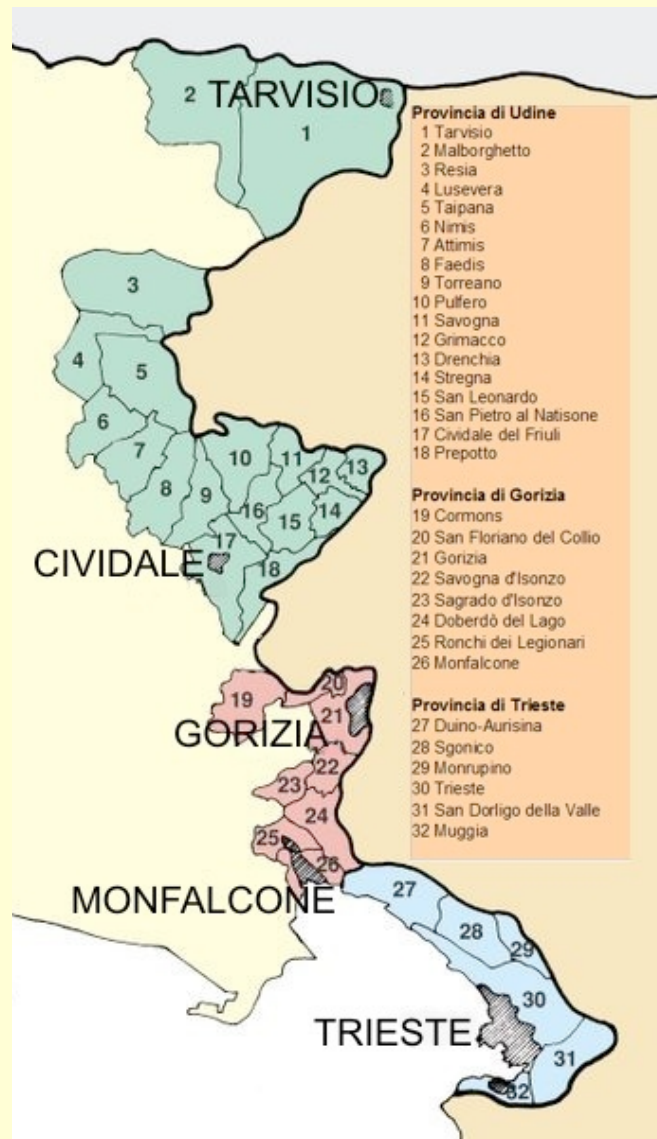 TARVISIO
2
1
3
4
5
6
7
8
9
10
11
12
13
14
15
16
17
18
CIVIDALE
19
20
21
GORIZIA
22
23
24
25
26
MONFALCONE
27
28
29
30
TRIESTE
31
32
Provincia di Udine
1 Tarvisio
2 Malborghetto
3 Resia
4 Lusevera
5 Taipana
6 Nimis
7 Attimis
8 Faedis
9 Torreano
10 Pulfero
11 Savogna
12 Grimacco
13 Drenchia
14 Stregna
15 San Leonardo
16 San Pietro al Natisone
17 Cividale del Friuli
18 Prepotto
Provincia di Gorizia
19 Cormons
20 San Floriano del Collio
21 Gorizia
22 Savogna d'Isonzo
23 Sagrado d'Isonzo
24 Doberdò del Lago
25 Ronchi dei Legionari
26 Monfalcone
Provincia di Trieste
27 Duino-Aurisina
28 Sgonico
29 Monrupino
30 Trieste
31 San Dorligo della Valle
32 Muggia